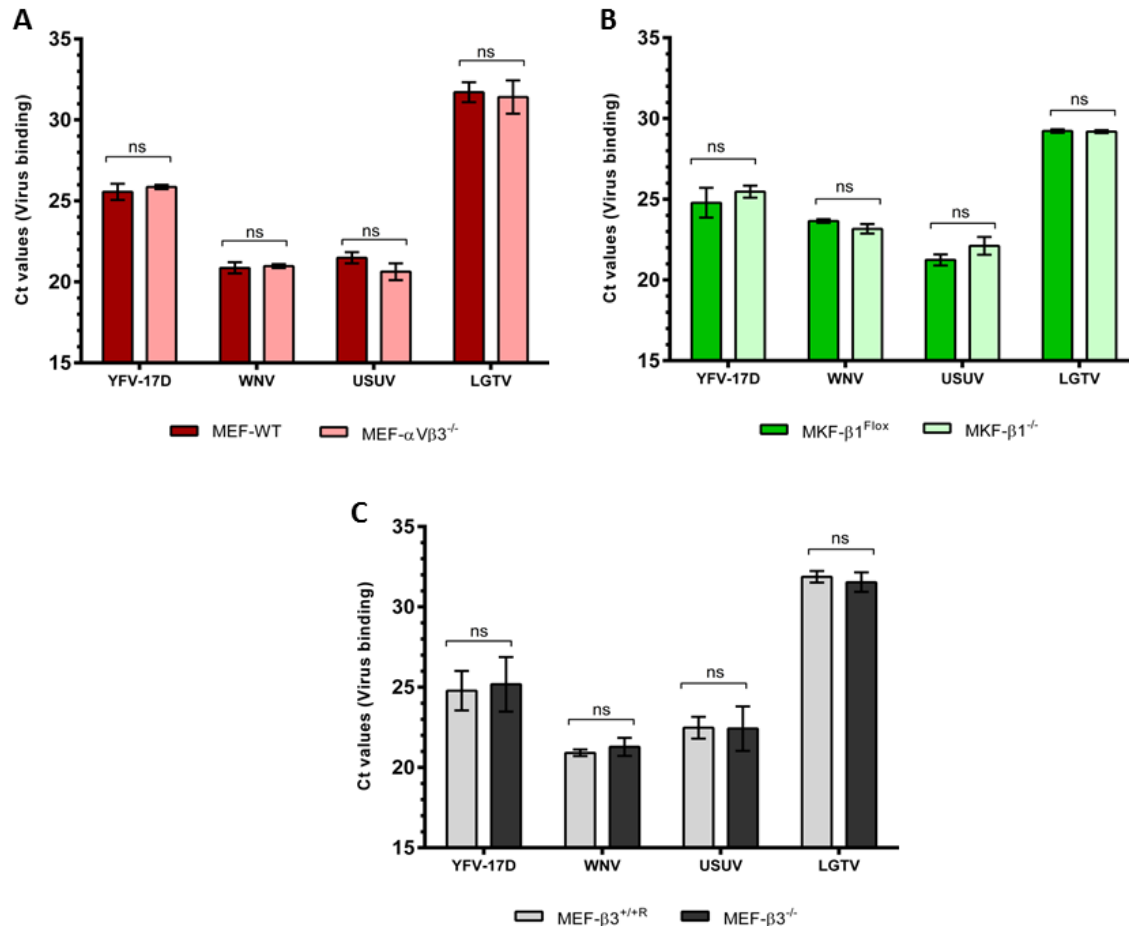 A
Ct values (Virus binding)
35
30
25
20
15
ns
ns
ns
ns
YFV-17D WNV USUV LGTV
MEF-WT MEF-αVβ3-/-
B
Ct values (Virus binding)
35
30
25
20
15
ns
ns
ns
ns
YFV-17D WNV USUV LGTV
MKF-β1Flox MKF-β1-/-
C
Ct values (Virus binding)
35
30
25
20
15
ns
ns
ns
ns
YFV-17D WNV USUV LGTV
MEF-β3+/+R MEF-β3-/-